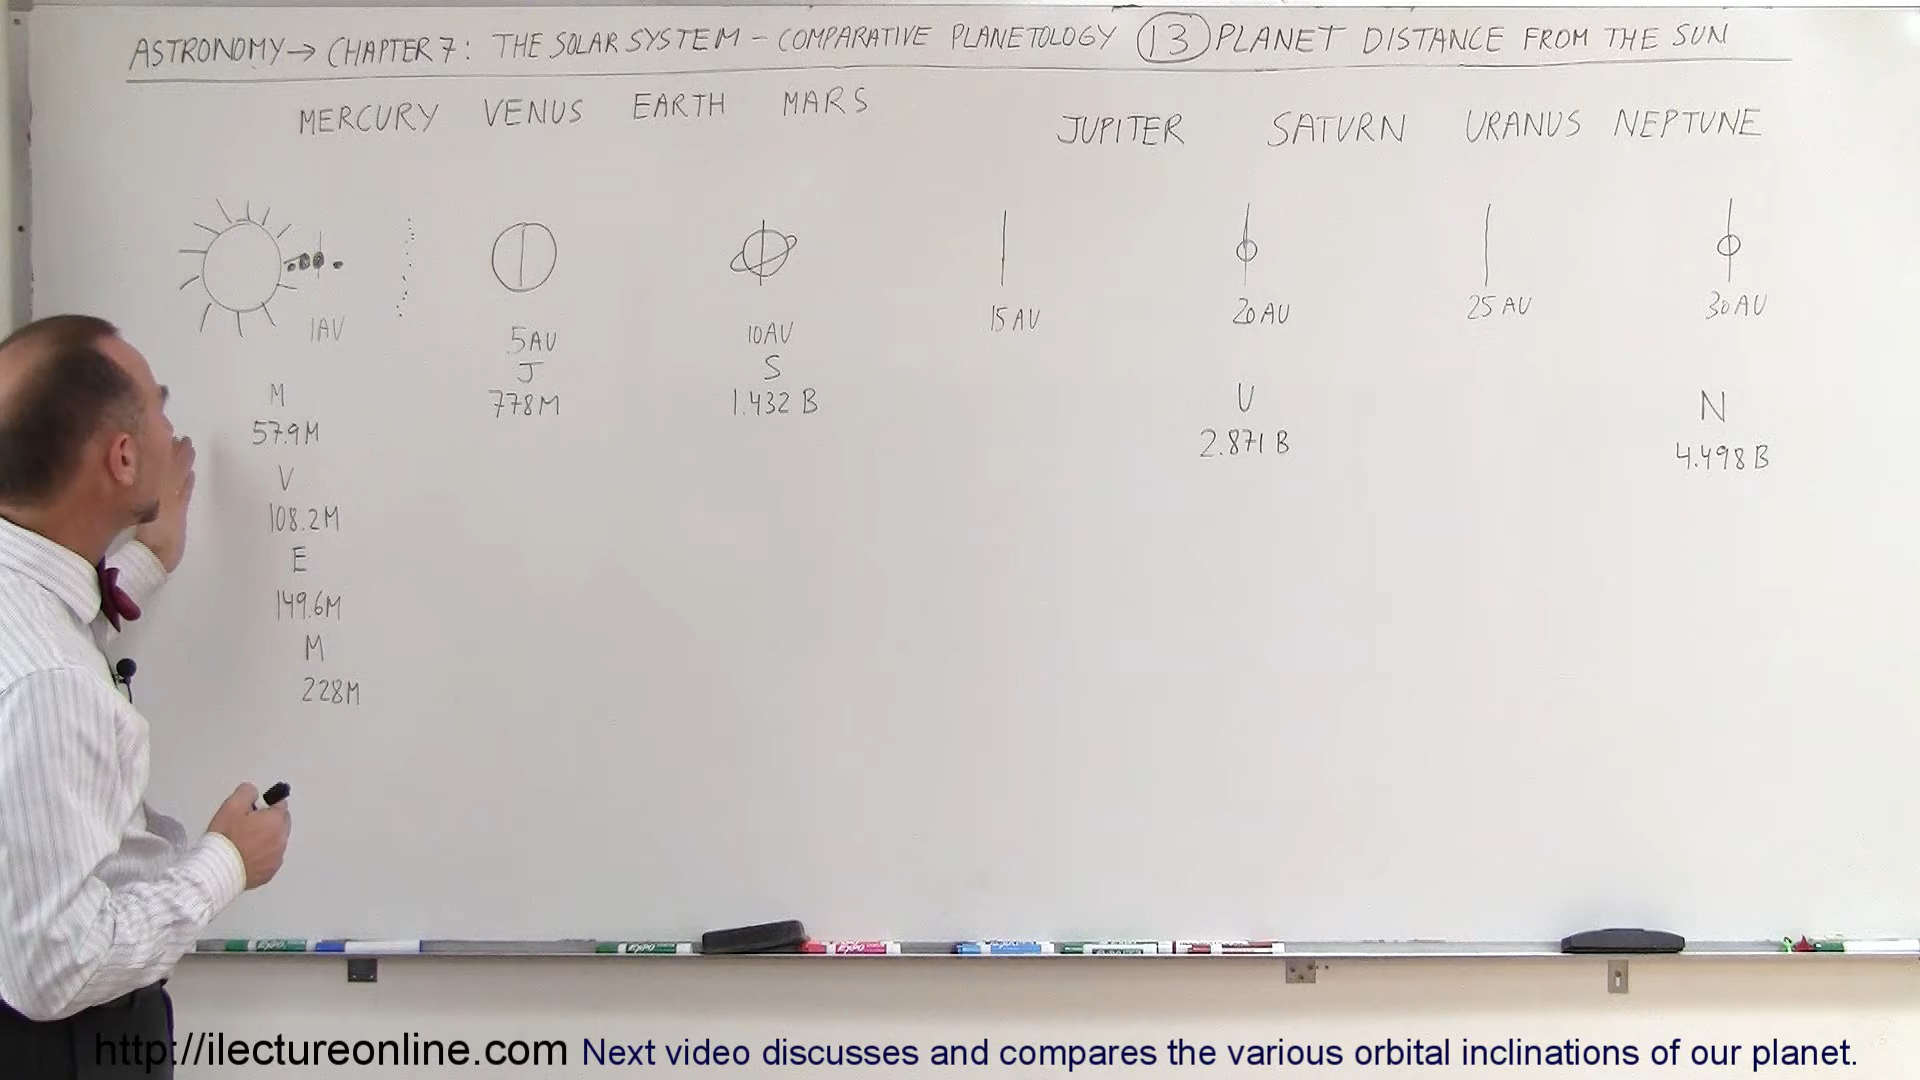 ASTRONOMY → CHAPTER 7: THE SOLAR SYSTEM – COMPARATIVE PLANETOLOGY 13 PLANET DISTANCE FROM THE SUN
MERCURY VENUS EARTH MARS JUPITER SATURN URANUS NEPTUNE
1AU 5AU 10AU 15AU 20AU 25AU 30AU
J S
M 778M 1.432 B U N
57.9M 2.871 B 4.498 B
V
108.2M
E
149.6M
M
228M
http://ilectureonline.com Next video discusses and compares the various orbital inclinations of our planet.